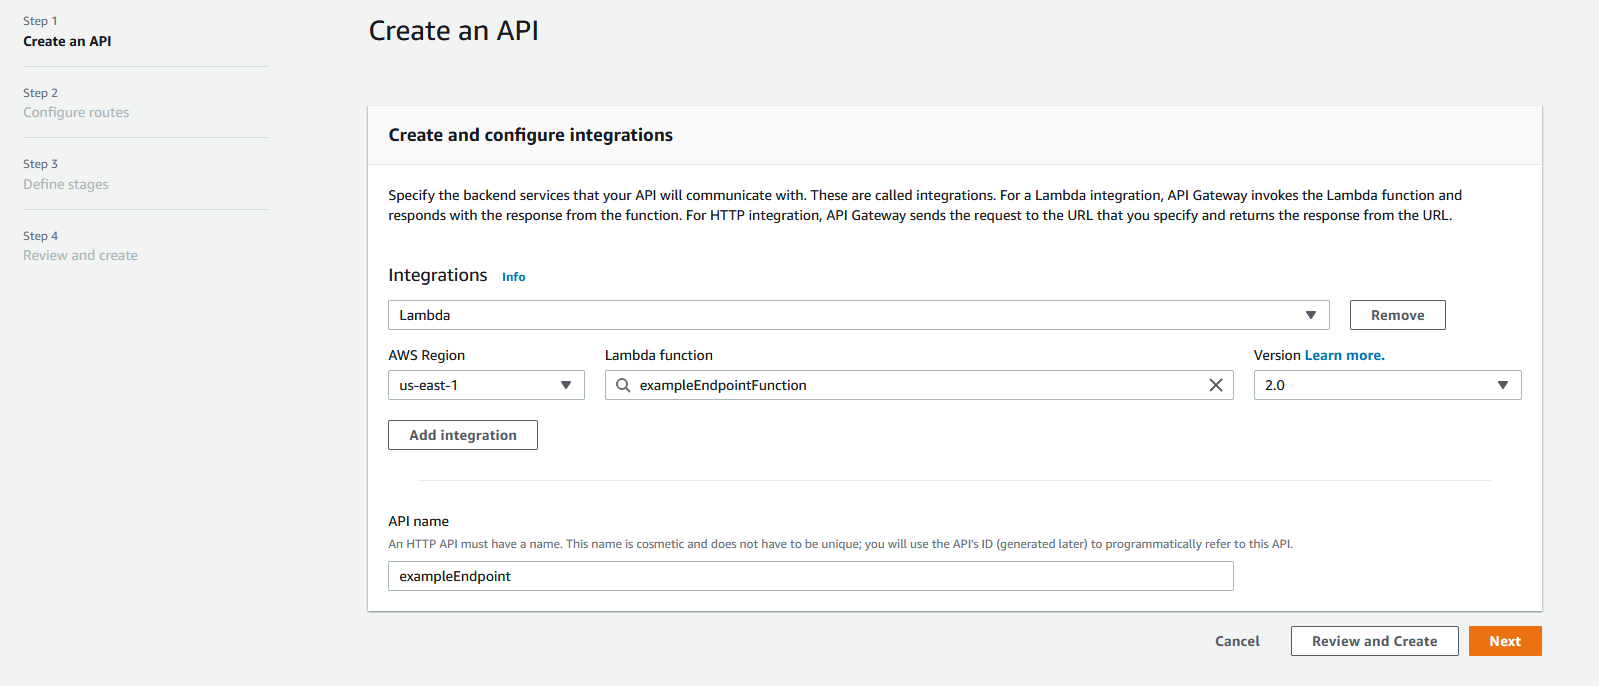 Step 1
Create an API
Step 2
Configure routes
Step 3
Define stages
Step 4
Review and create
Create an API
Create and configure integrations
Specify the backend services that your API will communicate with. These are called integrations. For a Lambda integration, API Gateway invokes the Lambda function and
responds with the response from the function. For HTTP integration, API Gateway sends the request to the URL that you specify and returns the response from the URL.
Integrations Info
Lambda
Remove
AWS Region Lambda function Version Learn more.
us-east-1 exampleEndpointFunction 2.0
Add integration
API name
An HTTP API must have a name. This name is cosmetic and does not have to be unique; you will use the API's ID (generated later) to programmatically refer to this API.
exampleEndpoint
Cancel Review and Create Next